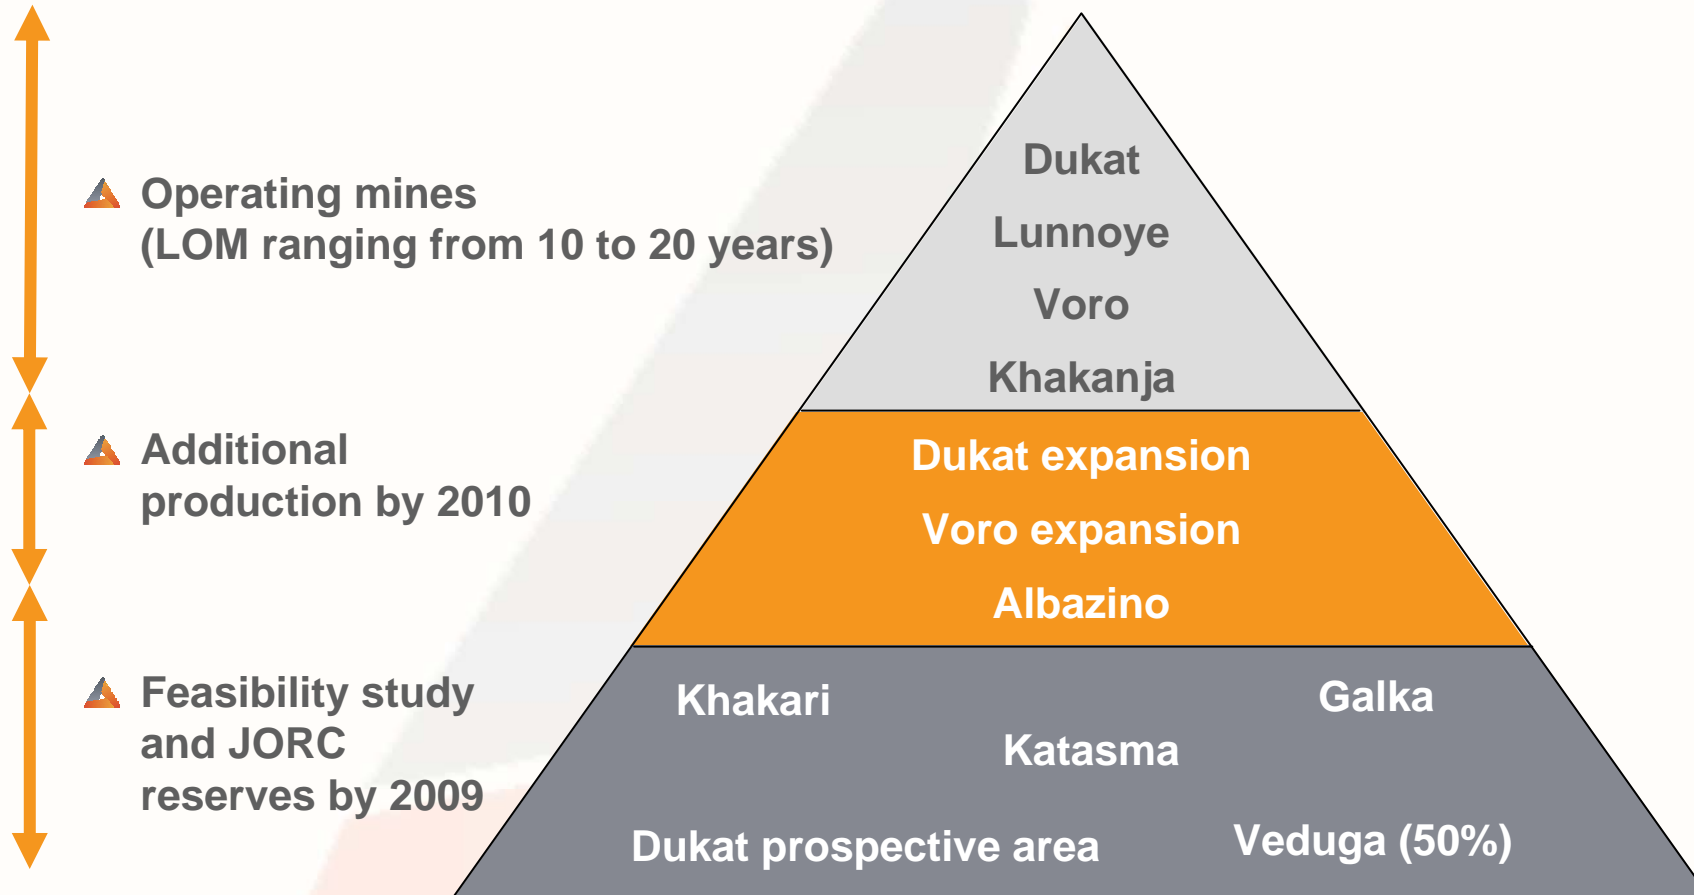 Operating mines
(LOM ranging from 10 to 20 years)
Additional
production by 2010
Feasibility study
and JORC
reserves by 2009
Dukat
Lunnoye
Voro
Khakanja
Dukat expansion
Voro expansion
Albazino
Khakari
Galka
Katasma
Dukat prospective area
Veduga (50%)